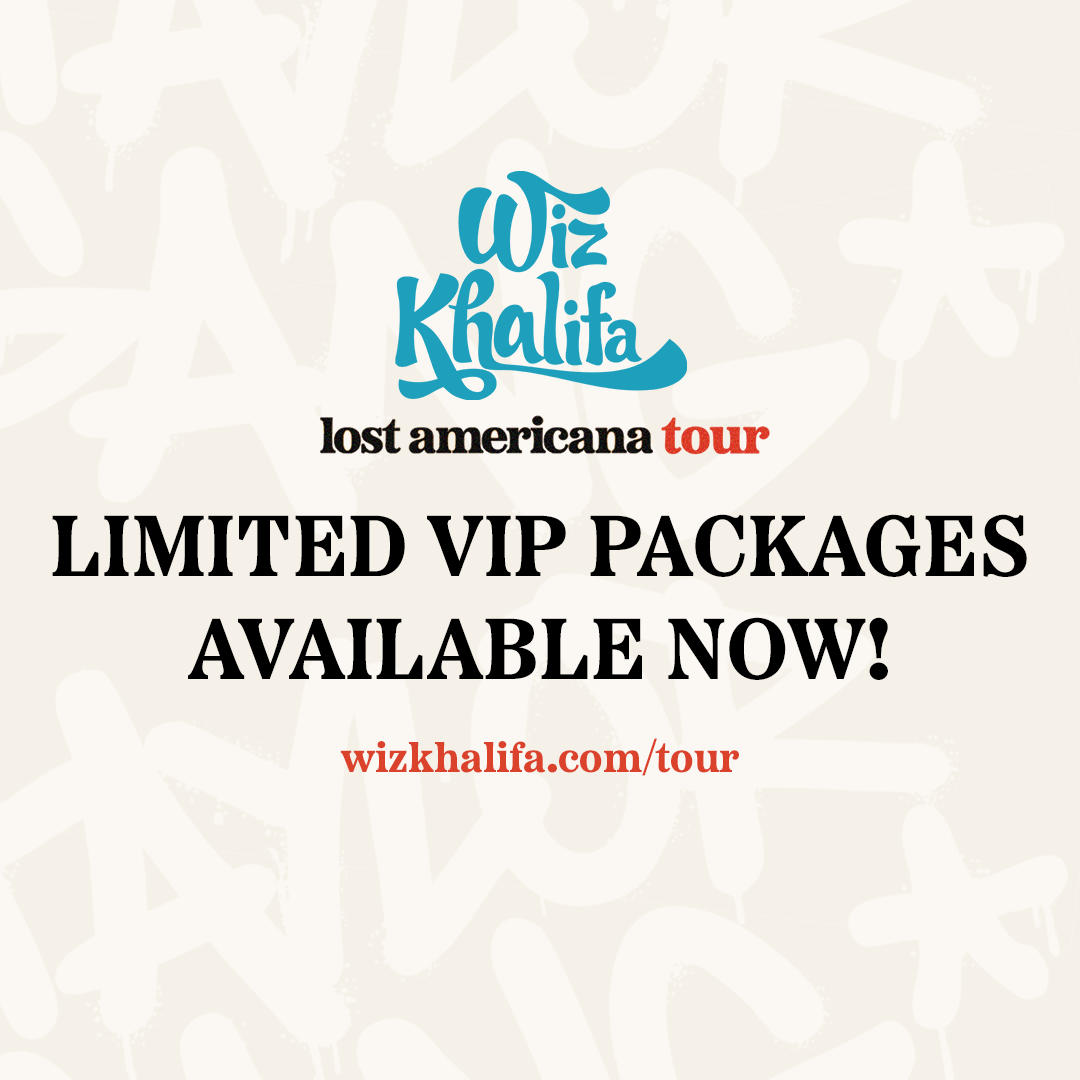 Wiz
Khalifa
lost americana tour
LIMITED VIP PACKAGES
AVAILABLE NOW!
wizkhalifa.com/tour